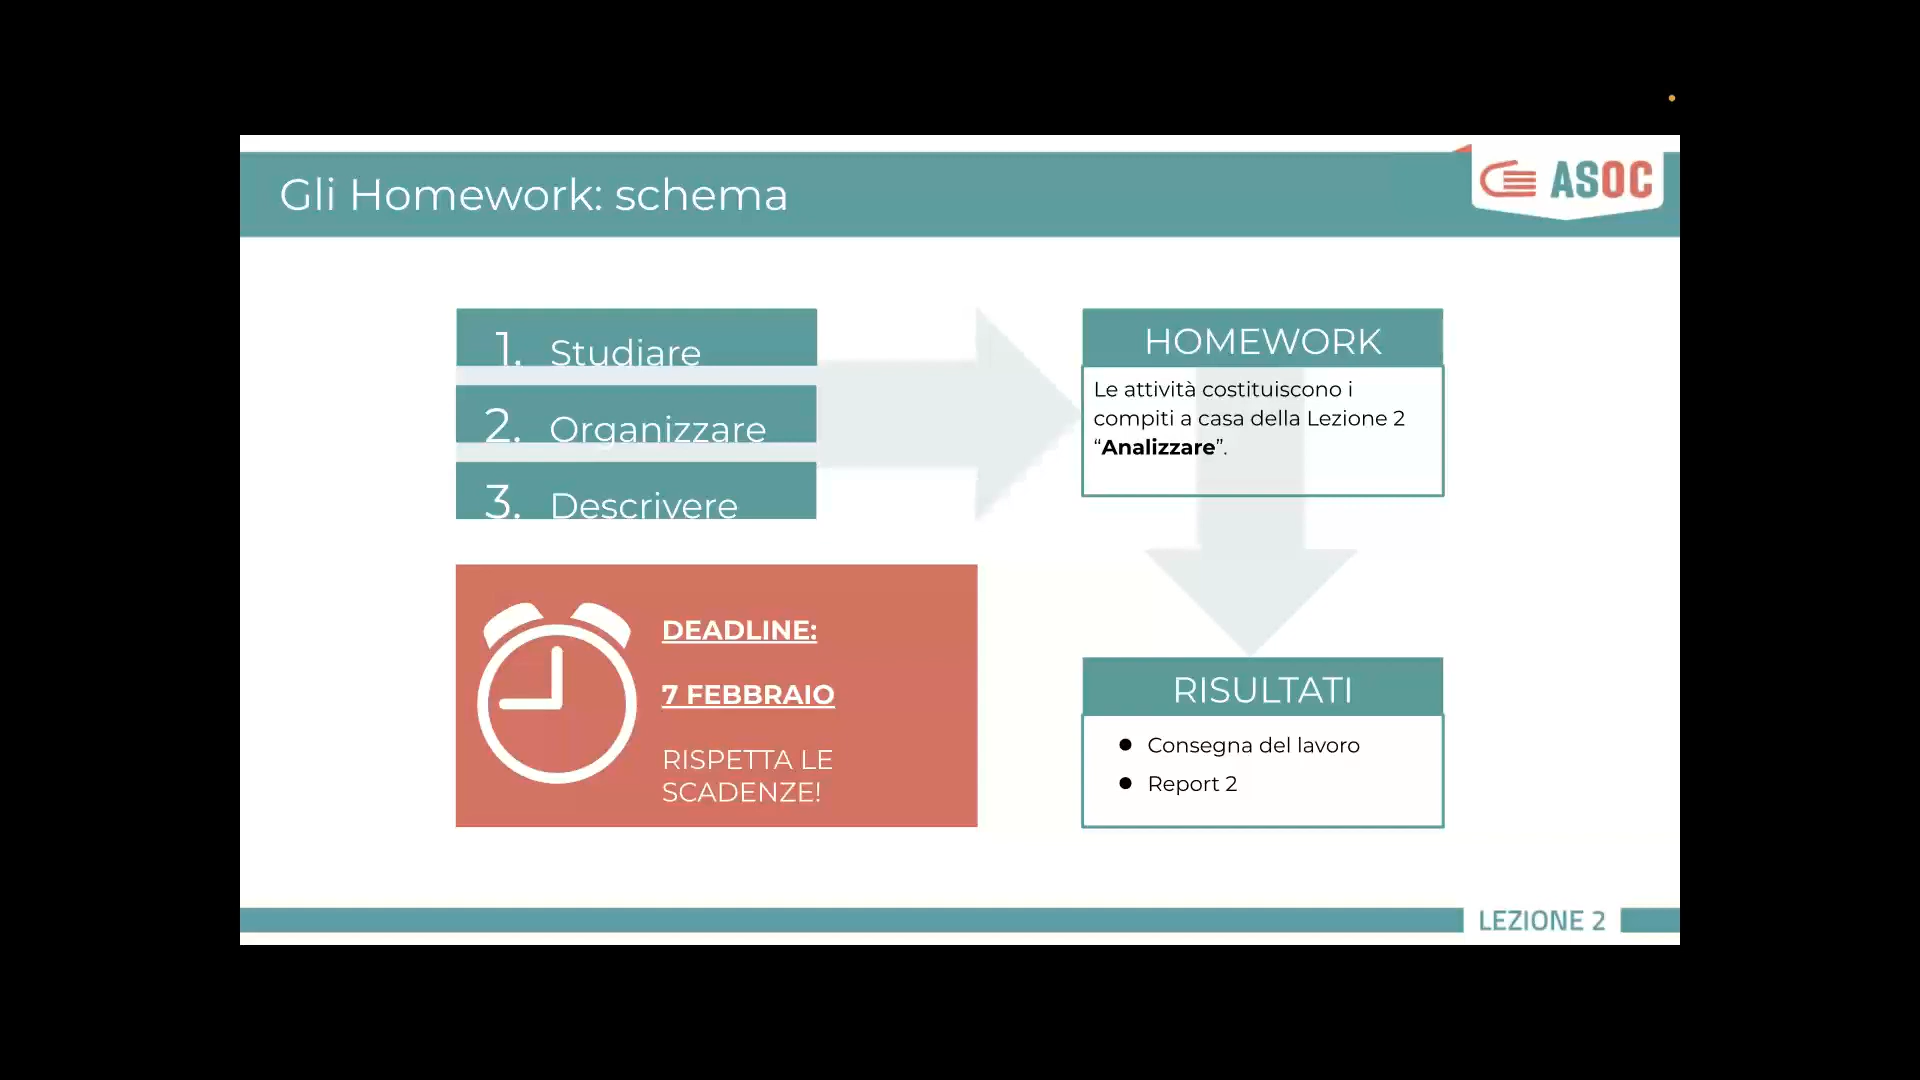 Gli Homework: schema
ASOC
1. Studiare
2. Organizzare
3. Descrivere
HOMEWORK
Le attività costituiscono i
compiti a casa della Lezione 2
“Analizzare”.
DEADLINE:
7 FEBBRAIO
RISPETTA LE
SCADENZE!
RISULTATI
● Consegna del lavoro
● Report 2
LEZIONE 2